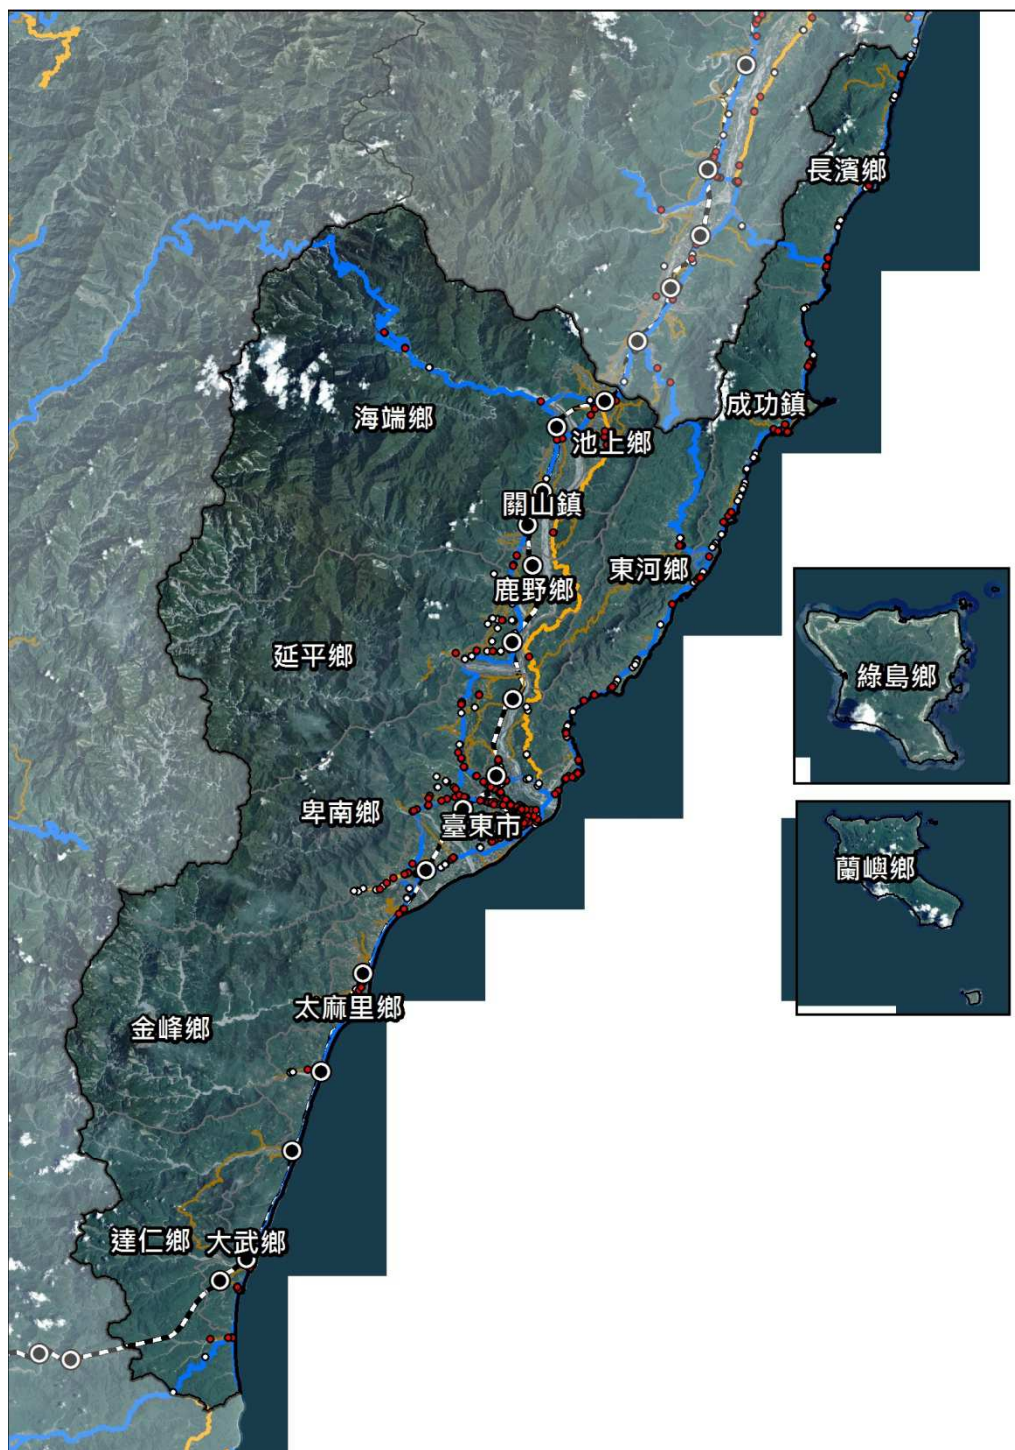 長濱鄉
成功鎮
海端鄉
池上鄉
關山鎮
東河鄉
鹿野鄉
延平鄉
綠島鄉
卑南鄉
臺東市
蘭嶼鄉
太麻里鄉
金峰鄉
達仁鄉
大武鄉